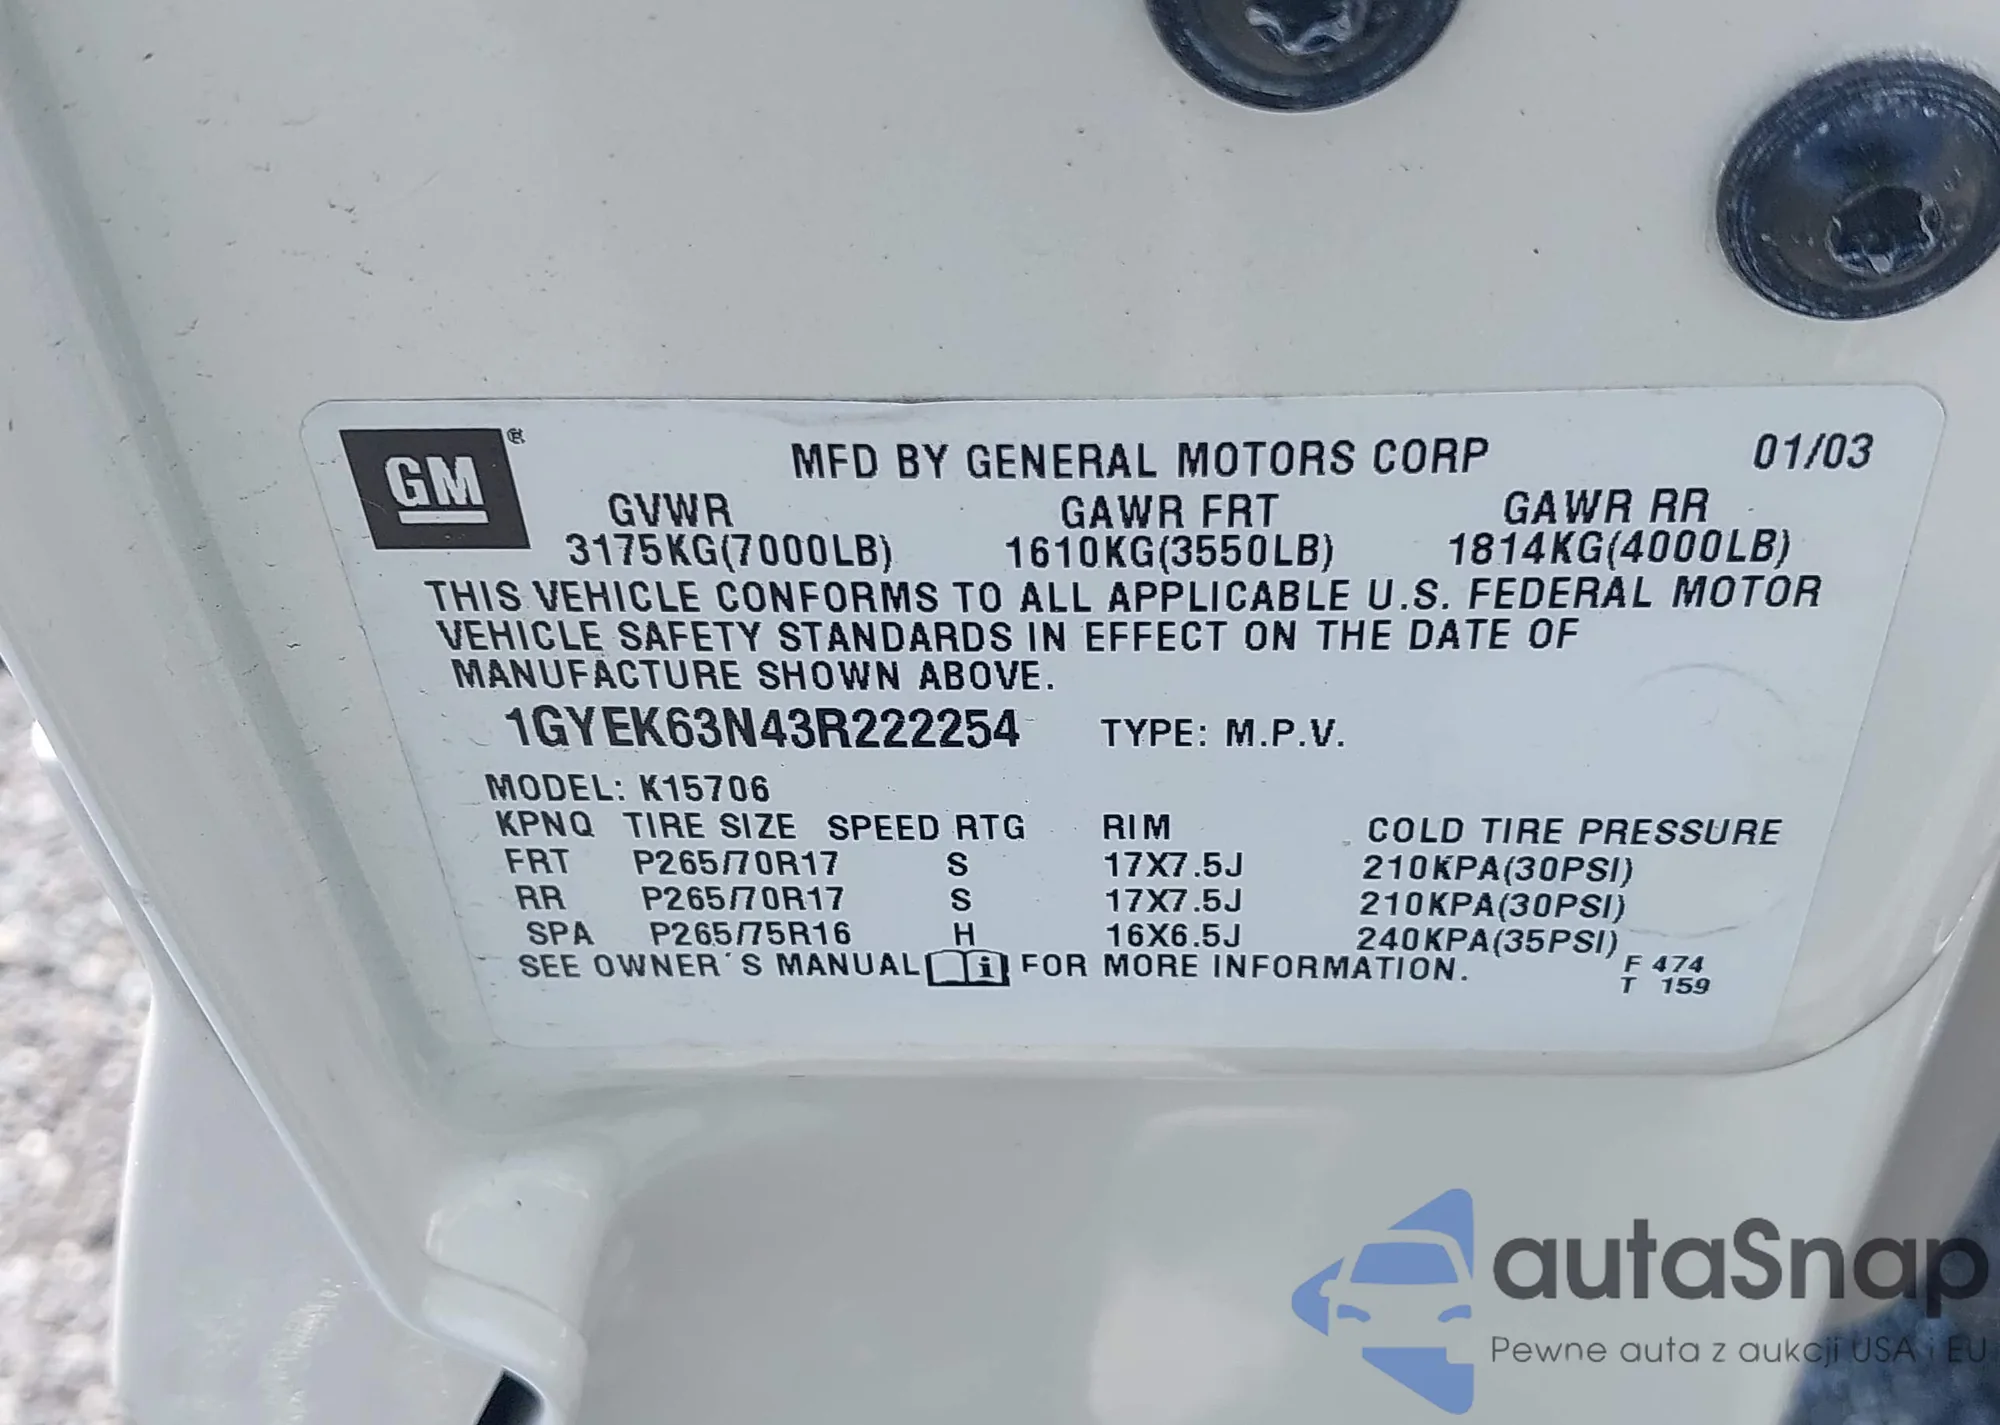 GM ® MFD BY GENERAL MOTORS CORP 01/03
GVWR GAWR FRT GAWR RR
3175KG(7000LB) 1610KG(3550LB) 1814KG(4000LB)
THIS VEHICLE CONFORMS TO ALL APPLICABLE U.S. FEDERAL MOTOR
VEHICLE SAFETY STANDARDS IN EFFECT ON THE DATE OF
MANUFACTURE SHOWN ABOVE.
1GYEK63N43R222254 TYPE: M.P.V.
MODEL: K15706
KPNQ TIRE SIZE SPEED RTG RIM COLD TIRE PRESSURE
FRT P265/70R17 S 17X7.5J 210KPA(30PSI)
RR P265/70R17 S 17X7.5J 210KPA(30PSI)
SPA P265/75R16 H 16X6.5J 240KPA(35PSI)
SEE OWNER'S MANUAL i FOR MORE INFORMATION.
F 474
T 159
autaSnap
Pewne auta z aukcji USA i EU